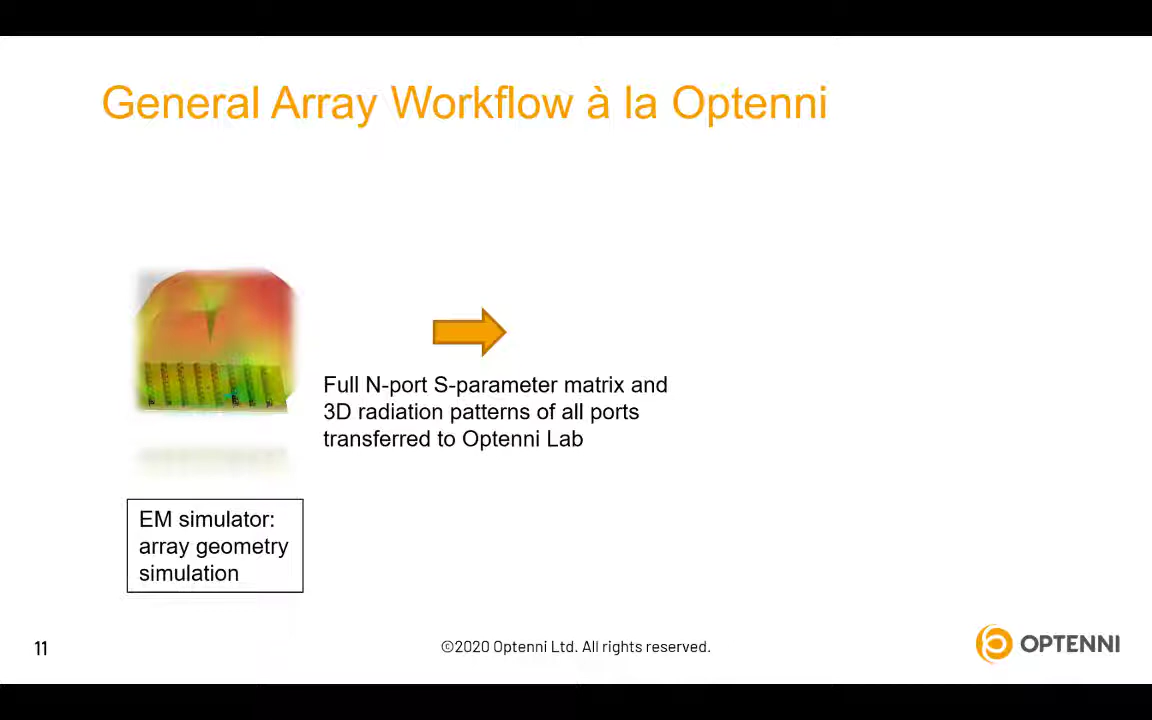 General Array Workflow à la Optenni
Full N-port S-parameter matrix and
3D radiation patterns of all ports
transferred to Optenni Lab
EM simulator:
array geometry
simulation
11
©2020 Optenni Ltd. All rights reserved.
OPTENNI